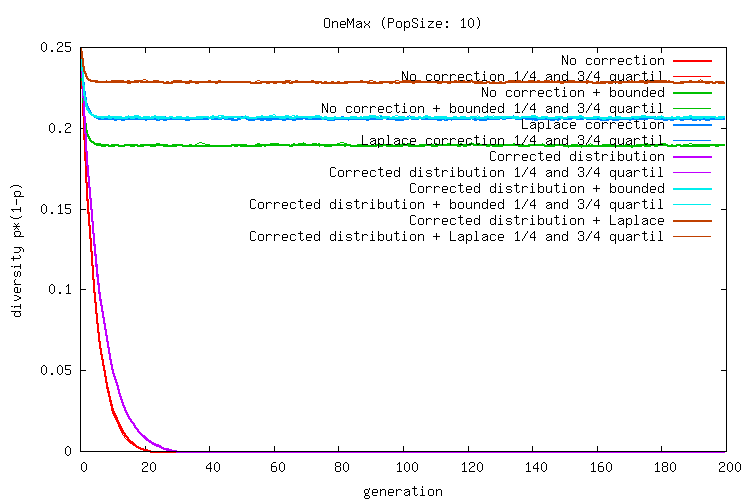 OneMax (PopSize: 10)
0.25
0.2
0.15
0.1
0.05
0
diversity p*(1-p)
No correction
No correction 1/4 and 3/4 quartil
No correction + bounded
No correction + bounded 1/4 and 3/4 quartil
Laplace correction
Laplace correction 1/4 and 3/4 quartil
Corrected distribution
Corrected distribution 1/4 and 3/4 quartil
Corrected distribution + bounded
Corrected distribution + bounded 1/4 and 3/4 quartil
Corrected distribution + Laplace
Corrected distribution + Laplace 1/4 and 3/4 quartil
0 20 40 60 80 100 120 140 160 180 200
generation